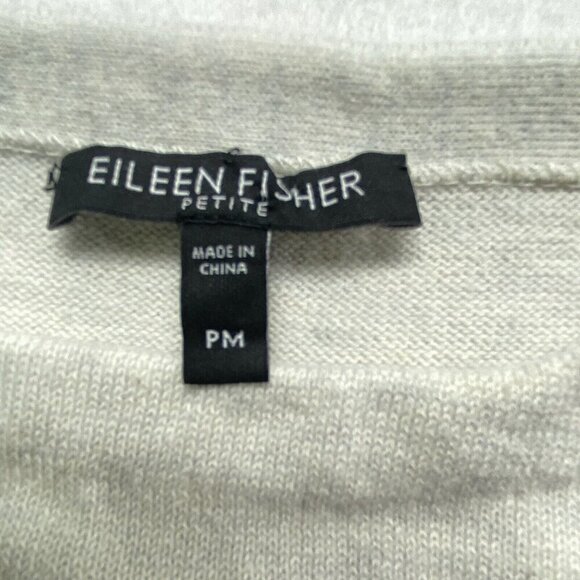 EILEEN FISHER
PETITE
MADE IN
CHINA
PM